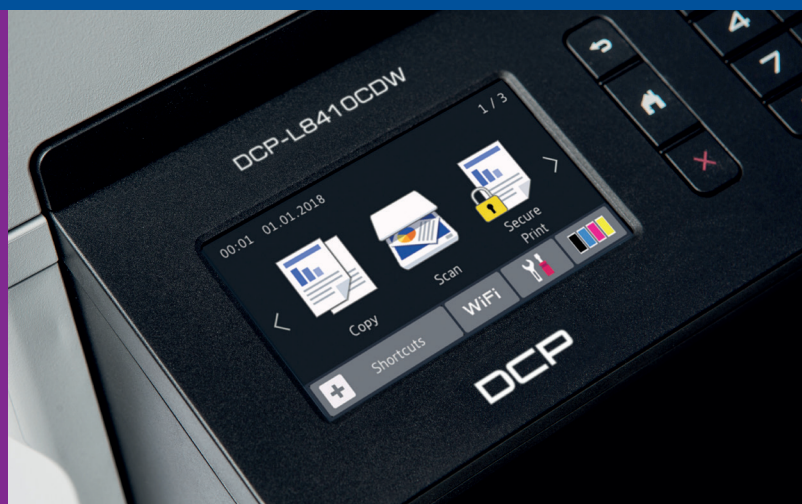 DCP-L8410CDW
00:01 01.01.2018
1 / 3
Copy
Scan
Secure
Print
Shortcuts
WiFi
DCP
4
7